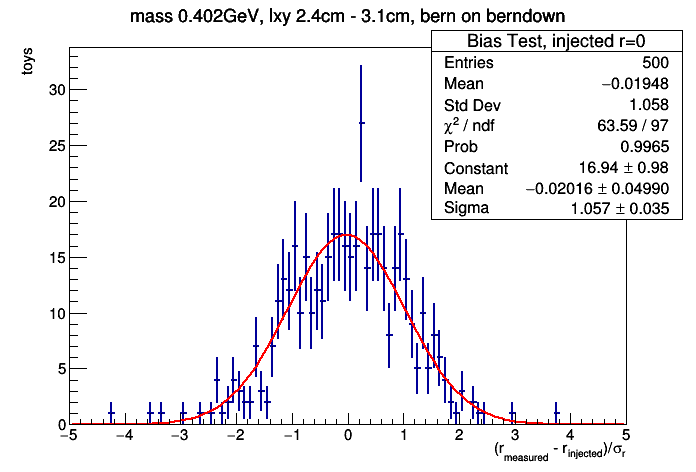 mass 0.402GeV, lxy 2.4cm - 3.1cm, bern on berndown
Bias Test, injected r=0
Entries 500
Mean −0.01948
Std Dev 1.058
χ² / ndf 63.59 / 97
Prob 0.9965
Constant 16.94 ± 0.98
Mean −0.02016 ± 0.04990
Sigma 1.057 ± 0.035
toys
30
25
20
15
10
5
0
−5 −4 −3 −2 −1 0 1 2 3 4 5
(r_measured - r_injected)/σ_r